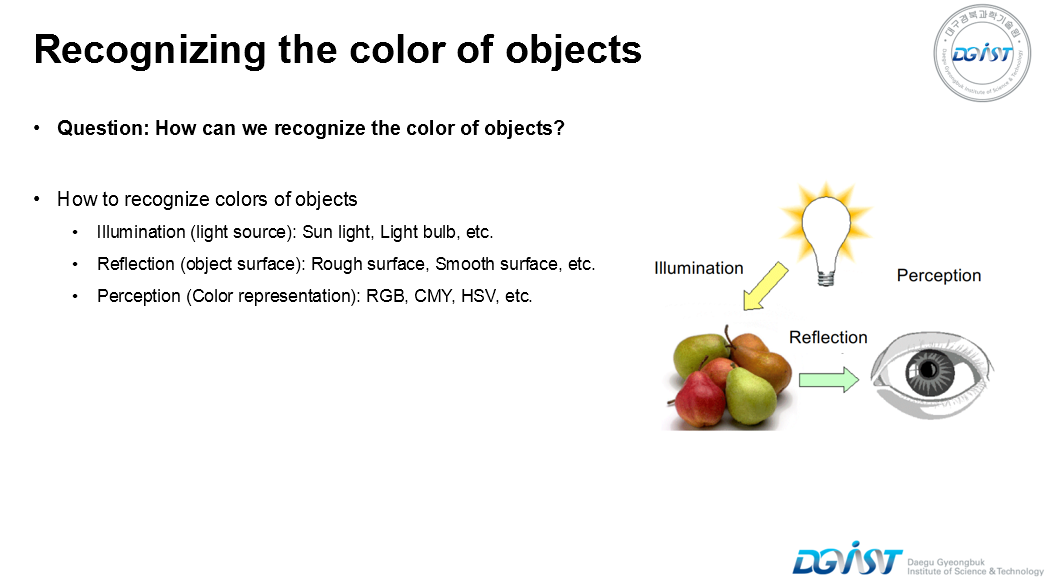 Recognizing the color of objects
대구경북과학기술원
DGIST
Daegu Gyeongbuk Institute of Science & Technology
• Question: How can we recognize the color of objects?
• How to recognize colors of objects
• Illumination (light source): Sun light, Light bulb, etc.
• Reflection (object surface): Rough surface, Smooth surface, etc.
• Perception (Color representation): RGB, CMY, HSV, etc.
Illumination
Perception
Reflection
DGIST
Daegu Gyeongbuk
Institute of Science & Technology